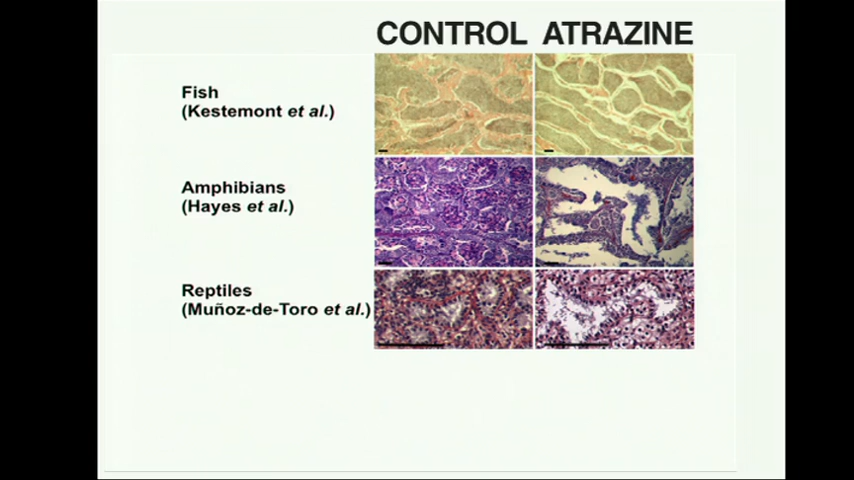 CONTROL ATRAZINE
Fish
(Kestemont et al.)
Amphibians
(Hayes et al.)
Reptiles
(Muñoz-de-Toro et al.)